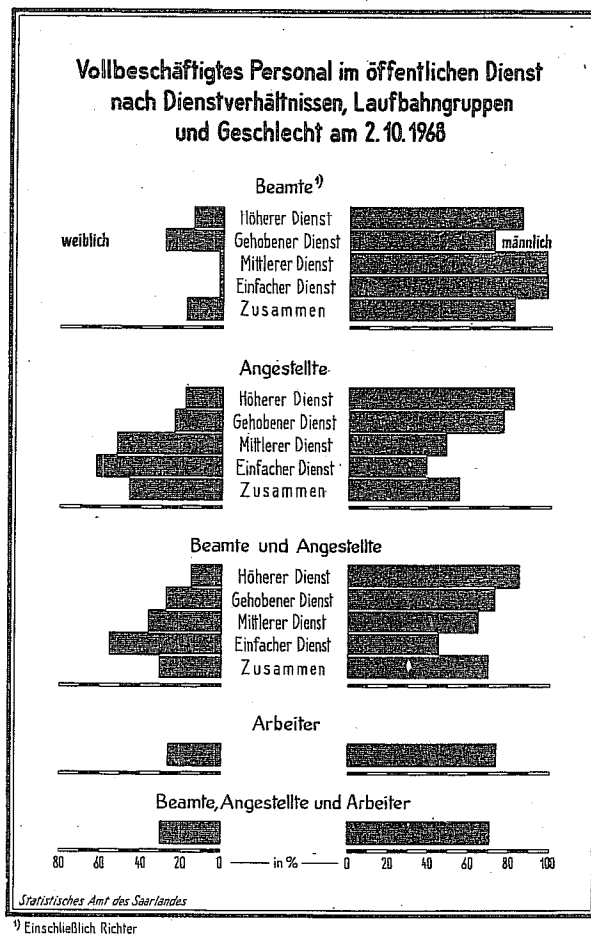 Vollbeschäftigtes Personal im öffentlichen Dienst
nach Dienstverhältnissen, Laufbahngruppen
und Geschlecht am 2.10.1968
Beamte¹⁾
weiblich
männlich
Höherer Dienst
Gehobener Dienst
Mittlerer Dienst
Einfacher Dienst
Zusammen
Angestellte
Höherer Dienst
Gehobener Dienst
Mittlerer Dienst
Einfacher Dienst
Zusammen
Beamte und Angestellte
Höherer Dienst
Gehobener Dienst
Mittlerer Dienst
Einfacher Dienst
Zusammen
Arbeiter
Beamte, Angestellte und Arbeiter
80 60 40 20 0 in % 0 20 40 60 80 100
Statistisches Amt des Saarlandes
¹⁾ Einschließlich Richter